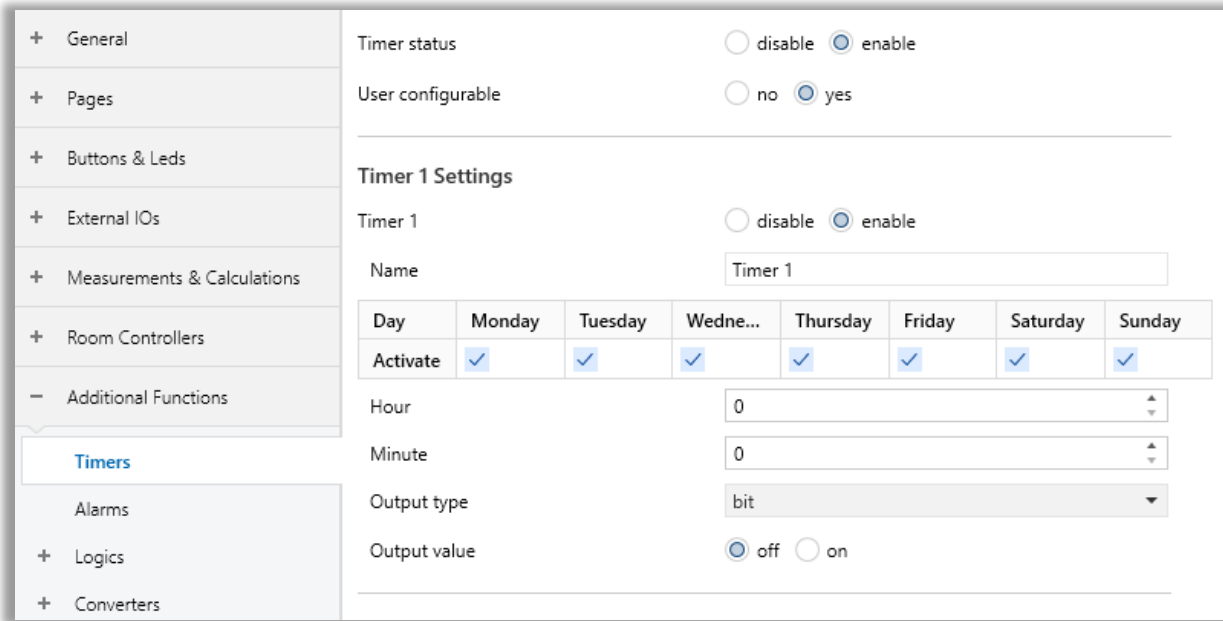 General
Pages
Buttons & Leds
External IOs
Measurements & Calculations
Room Controllers
Additional Functions
Timers
Alarms
Logics
Converters
Timer status disable enable
User configurable no yes
Timer 1 Settings
Timer 1 disable enable
Name Timer 1
Day Monday Tuesday Wedne... Thursday Friday Saturday Sunday
Activate
Hour 0
Minute 0
Output type bit
Output value off on